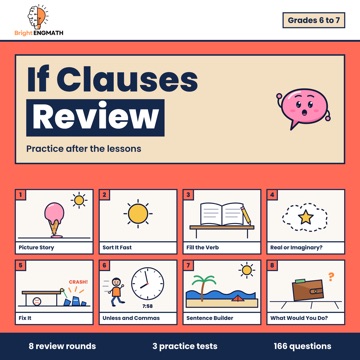 Bright ENGMATH
Grades 6 to 7
If Clauses
Review
Practice after the lessons
1
2
3
4
Picture Story
Sort It Fast
Fill the Verb
Real or Imaginary?
5
6
7
8
CRASH!
7:58
?
Fix It
Unless and Commas
Sentence Builder
What Would You Do?
8 review rounds
3 practice tests
166 questions